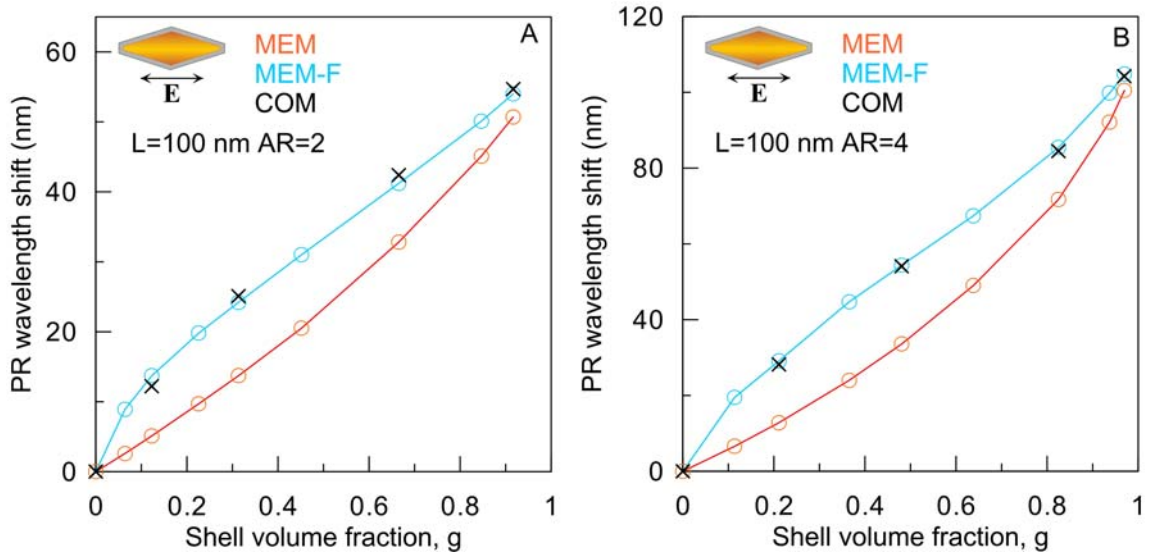 A
60
40
20
0
PR wavelength shift (nm)
MEM
MEM-F
COM
E
L=100 nm AR=2
0 0.2 0.4 0.6 0.8 1
Shell volume fraction, g
B
120
80
40
0
PR wavelength shift (nm)
MEM
MEM-F
COM
E
L=100 nm AR=4
0 0.2 0.4 0.6 0.8 1
Shell volume fraction, g